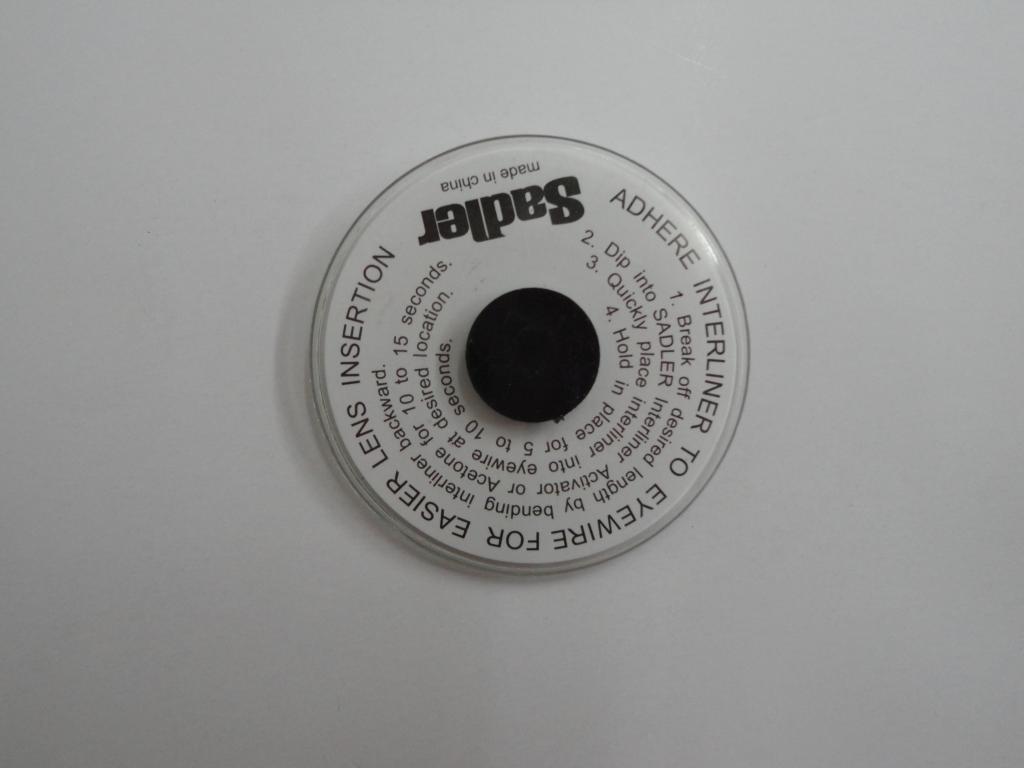 ADHERE INTERLINER TO EYEWIRE FOR EASIER LENS INSERTION
1. Break off desired length by bending interliner backward.
2. Dip into SADLER Interliner Activator or Acetone for 10 to 15 seconds.
3. Quickly place interliner into eyewire at desired location.
4. Hold in place for 5 to 10 seconds.
Sadler
made in china